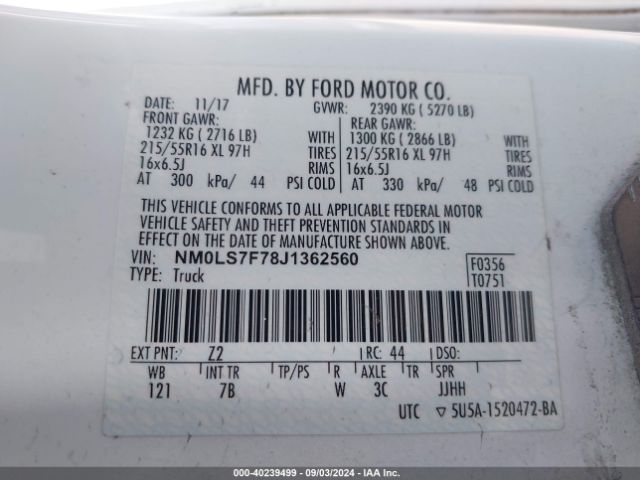 MFD. BY FORD MOTOR CO.
DATE: 11/17 GVWR: 2390 KG ( 5270 LB)
FRONT GAWR: REAR GAWR:
1232 KG ( 2716 LB) WITH 1300 KG ( 2866 LB) WITH
215/55R16 XL 97H TIRES 215/55R16 XL 97H TIRES
16x6.5J RIMS 16x6.5J RIMS
AT 300 kPa/ 44 PSI COLD AT 330 kPa/ 48 PSI COLD
THIS VEHICLE CONFORMS TO ALL APPLICABLE FEDERAL MOTOR
VEHICLE SAFETY AND THEFT PREVENTION STANDARDS IN
EFFECT ON THE DATE OF MANUFACTURE SHOWN ABOVE.
VIN: NM0LS7F78J1362560 F0356
TYPE: Truck T0751
EXT PNT: Z2 RC: 44 DSO:
WB INT TR TP/PS R AXLE TR SPR
121 7B W 3C JJHH
UTC ▽ 5U5A-1520472-BA
000-40239499 - 09/03/2024 - IAA Inc.